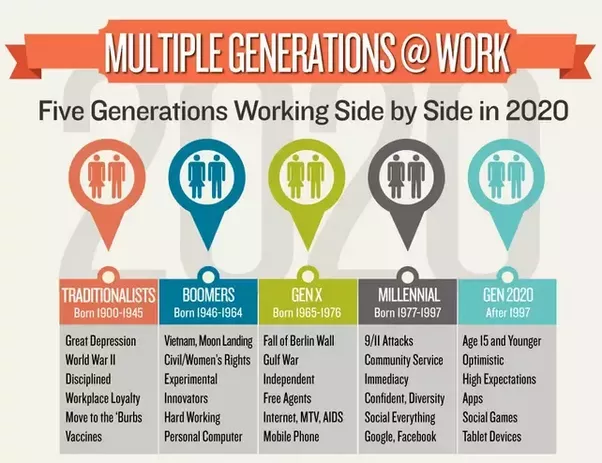 MULTIPLE GENERATIONS @ WORK
2020
Five Generations Working Side by Side in 2020
TRADITIONALISTS
Born 1900-1945
Great Depression
World War II
Disciplined
Workplace Loyalty
Move to the 'Burbs
Vaccines
BOOMERS
Born 1946-1964
Vietnam, Moon Landing
Civil/Women's Rights
Experimental
Innovators
Hard Working
Personal Computer
GEN X
Born 1965-1976
Fall of Berlin Wall
Gulf War
Independent
Free Agents
Internet, MTV, AIDS
Mobile Phone
MILLENNIAL
Born 1977-1997
9/11 Attacks
Community Service
Immediacy
Confident, Diversity
Social Everything
Google, Facebook
GEN 2020
After 1997
Age 15 and Younger
Optimistic
High Expectations
Apps
Social Games
Tablet Devices